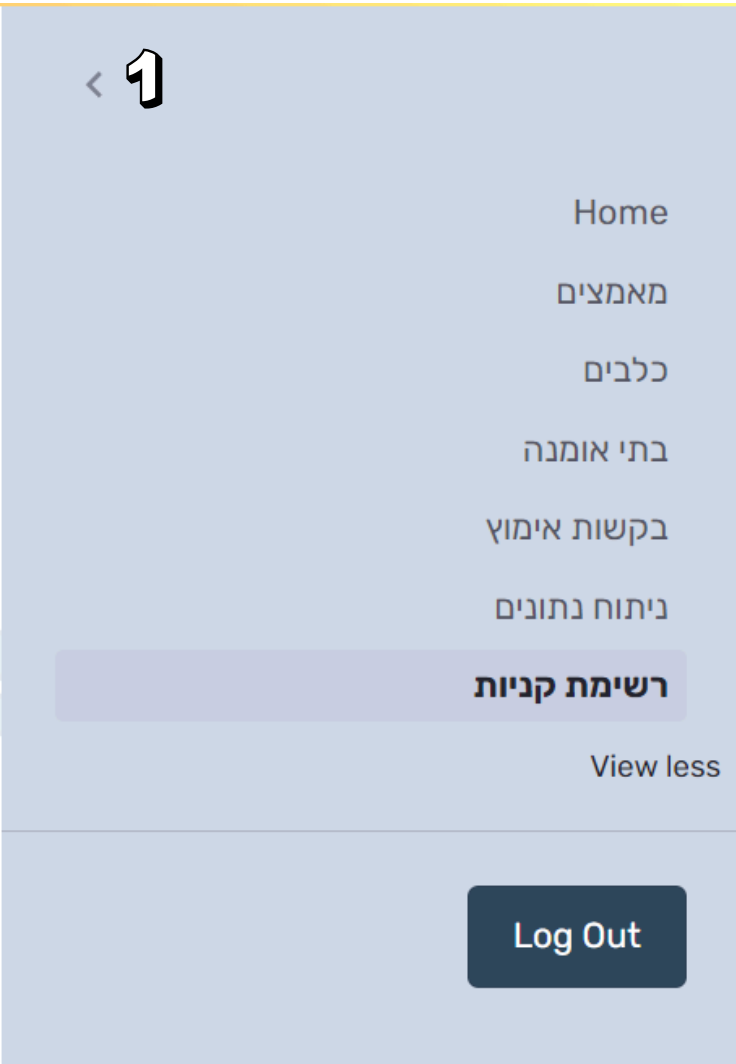 1
Home
מאמצים
כלבים
בתי אומנה
בקשות אימוץ
ניתוח נתונים
רשימת קניות
View less
Log Out